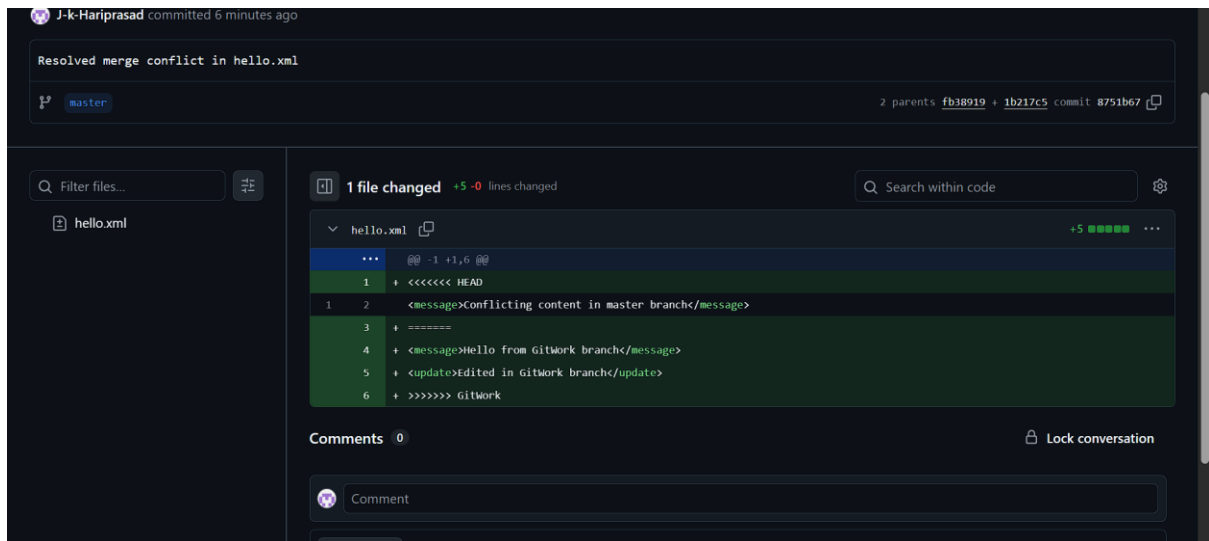 J-k-Hariprasad committed 6 minutes ago
Resolved merge conflict in hello.xml
master 2 parents fb38919 + 1b217c5 commit 8751b67
Filter files...
hello.xml
1 file changed +5 -0 lines changed Search within code
hello.xml +5 ...
... @@ -1 +1,6 @@
1 + <<<<<<< HEAD
1 2 <message>Conflicting content in master branch</message>
3 + =======
4 + <message>Hello from GitWork branch</message>
5 + <update>Edited in GitWork branch</update>
6 + >>>>>>> GitWork
Comments 0 Lock conversation
Comment